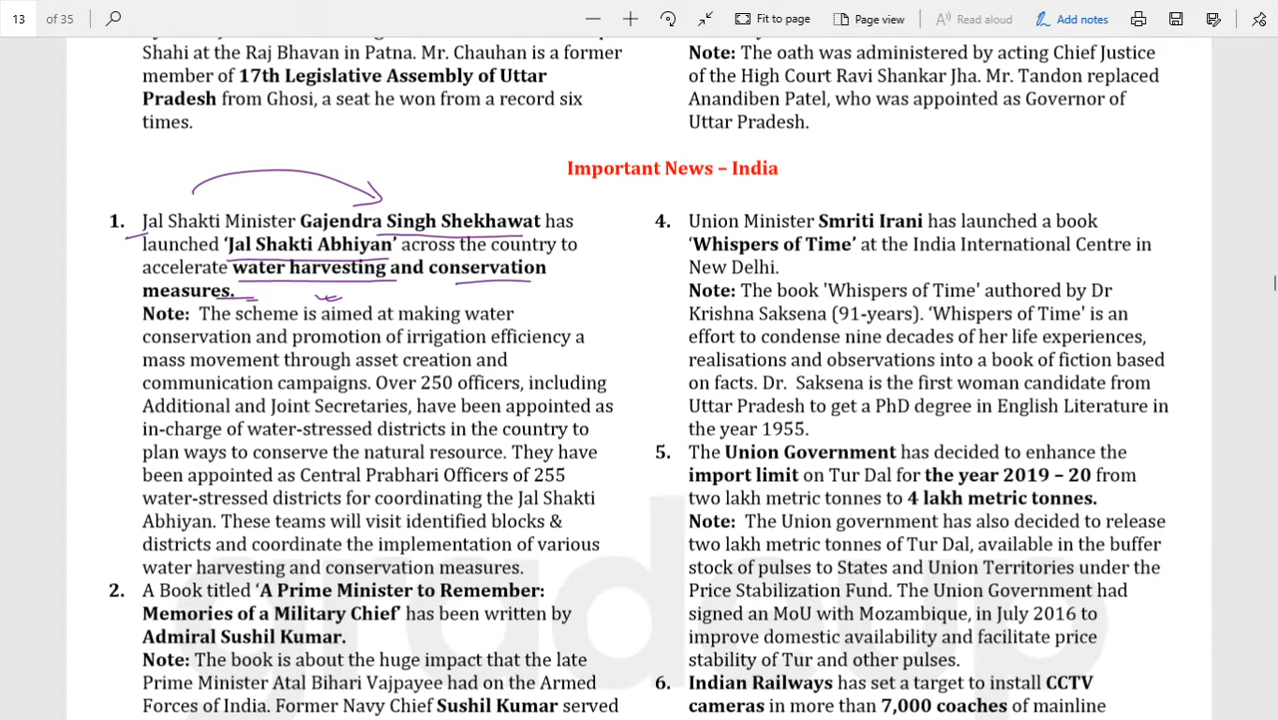 13 of 35
Fit to page
Page view
Read aloud
Add notes
Shahi at the Raj Bhavan in Patna. Mr. Chauhan is a former
member of 17th Legislative Assembly of Uttar
Pradesh from Ghosi, a seat he won from a record six
times.
Note: The oath was administered by acting Chief Justice
of the High Court Ravi Shankar Jha. Mr. Tandon replaced
Anandiben Patel, who was appointed as Governor of
Uttar Pradesh.
Important News – India
1. Jal Shakti Minister Gajendra Singh Shekhawat has
launched ‘Jal Shakti Abhiyan’ across the country to
accelerate water harvesting and conservation
measures.
Note: The scheme is aimed at making water
conservation and promotion of irrigation efficiency a
mass movement through asset creation and
communication campaigns. Over 250 officers, including
Additional and Joint Secretaries, have been appointed as
in-charge of water-stressed districts in the country to
plan ways to conserve the natural resource. They have
been appointed as Central Prabhari Officers of 255
water-stressed districts for coordinating the Jal Shakti
Abhiyan. These teams will visit identified blocks &
districts and coordinate the implementation of various
water harvesting and conservation measures.
2. A Book titled ‘A Prime Minister to Remember:
Memories of a Military Chief’ has been written by
Admiral Sushil Kumar.
Note: The book is about the huge impact that the late
Prime Minister Atal Bihari Vajpayee had on the Armed
Forces of India. Former Navy Chief Sushil Kumar served
4. Union Minister Smriti Irani has launched a book
‘Whispers of Time’ at the India International Centre in
New Delhi.
Note: The book 'Whispers of Time' authored by Dr
Krishna Saksena (91-years). ‘Whispers of Time’ is an
effort to condense nine decades of her life experiences,
realisations and observations into a book of fiction based
on facts. Dr. Saksena is the first woman candidate from
Uttar Pradesh to get a PhD degree in English Literature in
the year 1955.
5. The Union Government has decided to enhance the
import limit on Tur Dal for the year 2019 – 20 from
two lakh metric tonnes to 4 lakh metric tonnes.
Note: The Union government has also decided to release
two lakh metric tonnes of Tur Dal, available in the buffer
stock of pulses to States and Union Territories under the
Price Stabilization Fund. The Union Government had
signed an MoU with Mozambique, in July 2016 to
improve domestic availability and facilitate price
stability of Tur and other pulses.
6. Indian Railways has set a target to install CCTV
cameras in more than 7,000 coaches of mainline
gradeup